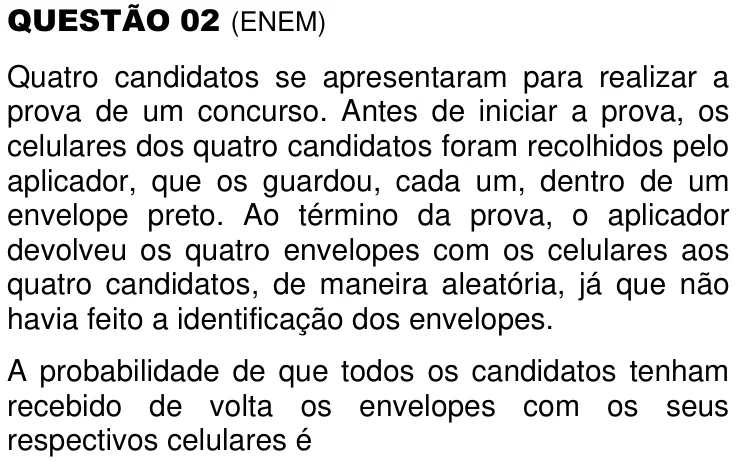 QUESTÃO 02 (ENEM)
Quatro candidatos se apresentaram para realizar a
prova de um concurso. Antes de iniciar a prova, os
celulares dos quatro candidatos foram recolhidos pelo
aplicador, que os guardou, cada um, dentro de um
envelope preto. Ao término da prova, o aplicador
devolveu os quatro envelopes com os celulares aos
quatro candidatos, de maneira aleatória, já que não
havia feito a identificação dos envelopes.
A probabilidade de que todos os candidatos tenham
recebido de volta os envelopes com os seus
respectivos celulares é